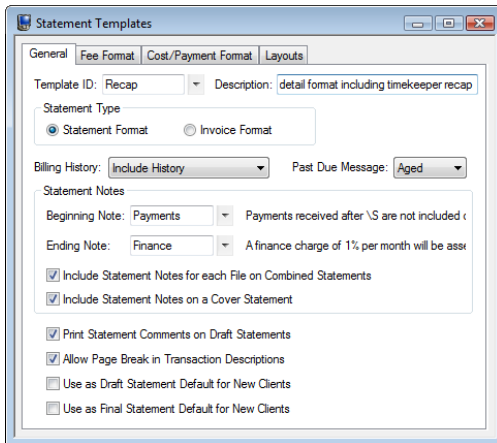 Statement Templates
General Fee Format Cost/Payment Format Layouts
Template ID: Recap Description: detail format including timekeeper recap
Statement Type
Statement Format Invoice Format
Billing History: Include History Past Due Message: Aged
Statement Notes
Beginning Note: Payments Payments received after \S are not included
Ending Note: Finance A finance charge of 1% per month will be
Include Statement Notes for each File on Combined Statements
Include Statement Notes on a Cover Statement
Print Statement Comments on Draft Statements
Allow Page Break in Transaction Descriptions
Use as Draft Statement Default for New Clients
Use as Final Statement Default for New Clients